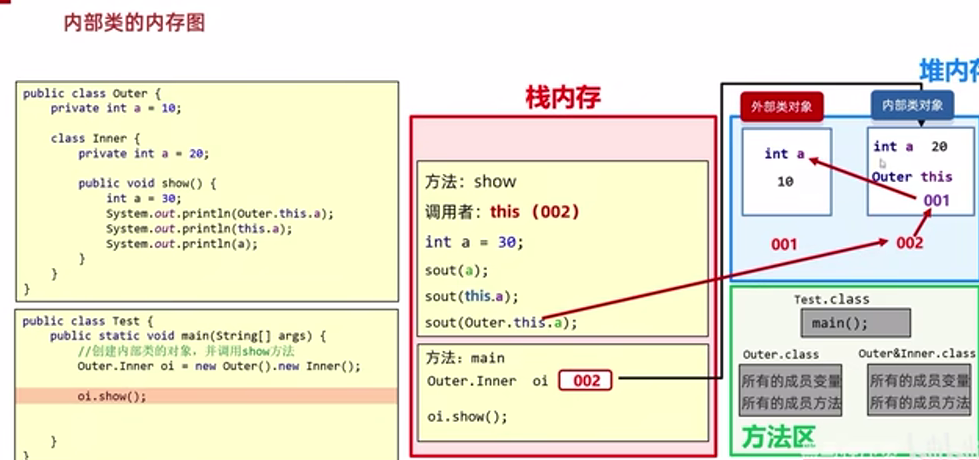 内部类的内存图
public class Outer {
private int a = 10;
class Inner {
private int a = 20;
public void show() {
int a = 30;
System.out.println(Outer.this.a);
System.out.println(this.a);
System.out.println(a);
}
}
}
public class Test {
public static void main(String[] args) {
//创建内部类的对象，并调用show方法
Outer.Inner oi = new Outer().new Inner();
oi.show();
}
}
栈内存
方法：show
调用者：this (002)
int a = 30;
sout(a);
sout(this.a);
sout(Outer.this.a);
方法：main
Outer.Inner oi 002
oi.show();
堆内存
外部类对象
内部类对象
int a
10
001
int a 20
Outer this
001
002
Test.class
main();
Outer.class
所有的成员变量
所有的成员方法
Outer&Inner.class
所有的成员变量
所有的成员方法
方法区